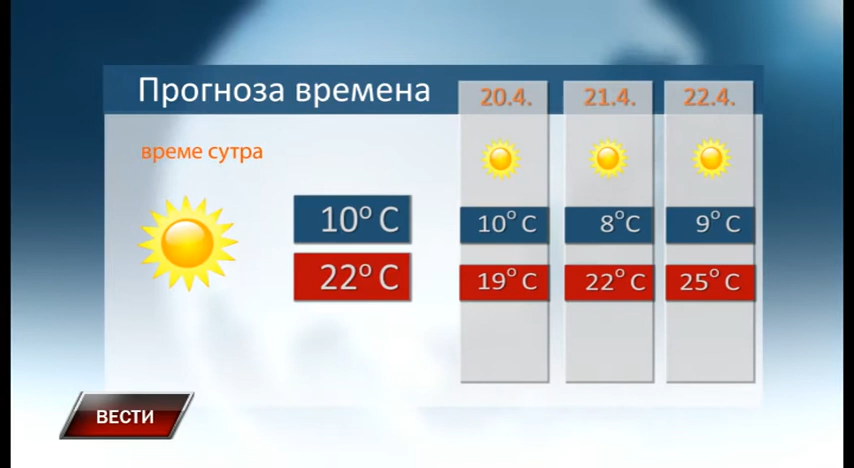 Прогноза времена
време сутра
10° C
22° C
20.4.
10° C
19° C
21.4.
8°C
22° C
22.4.
9° C
25° C
ВЕСТИ